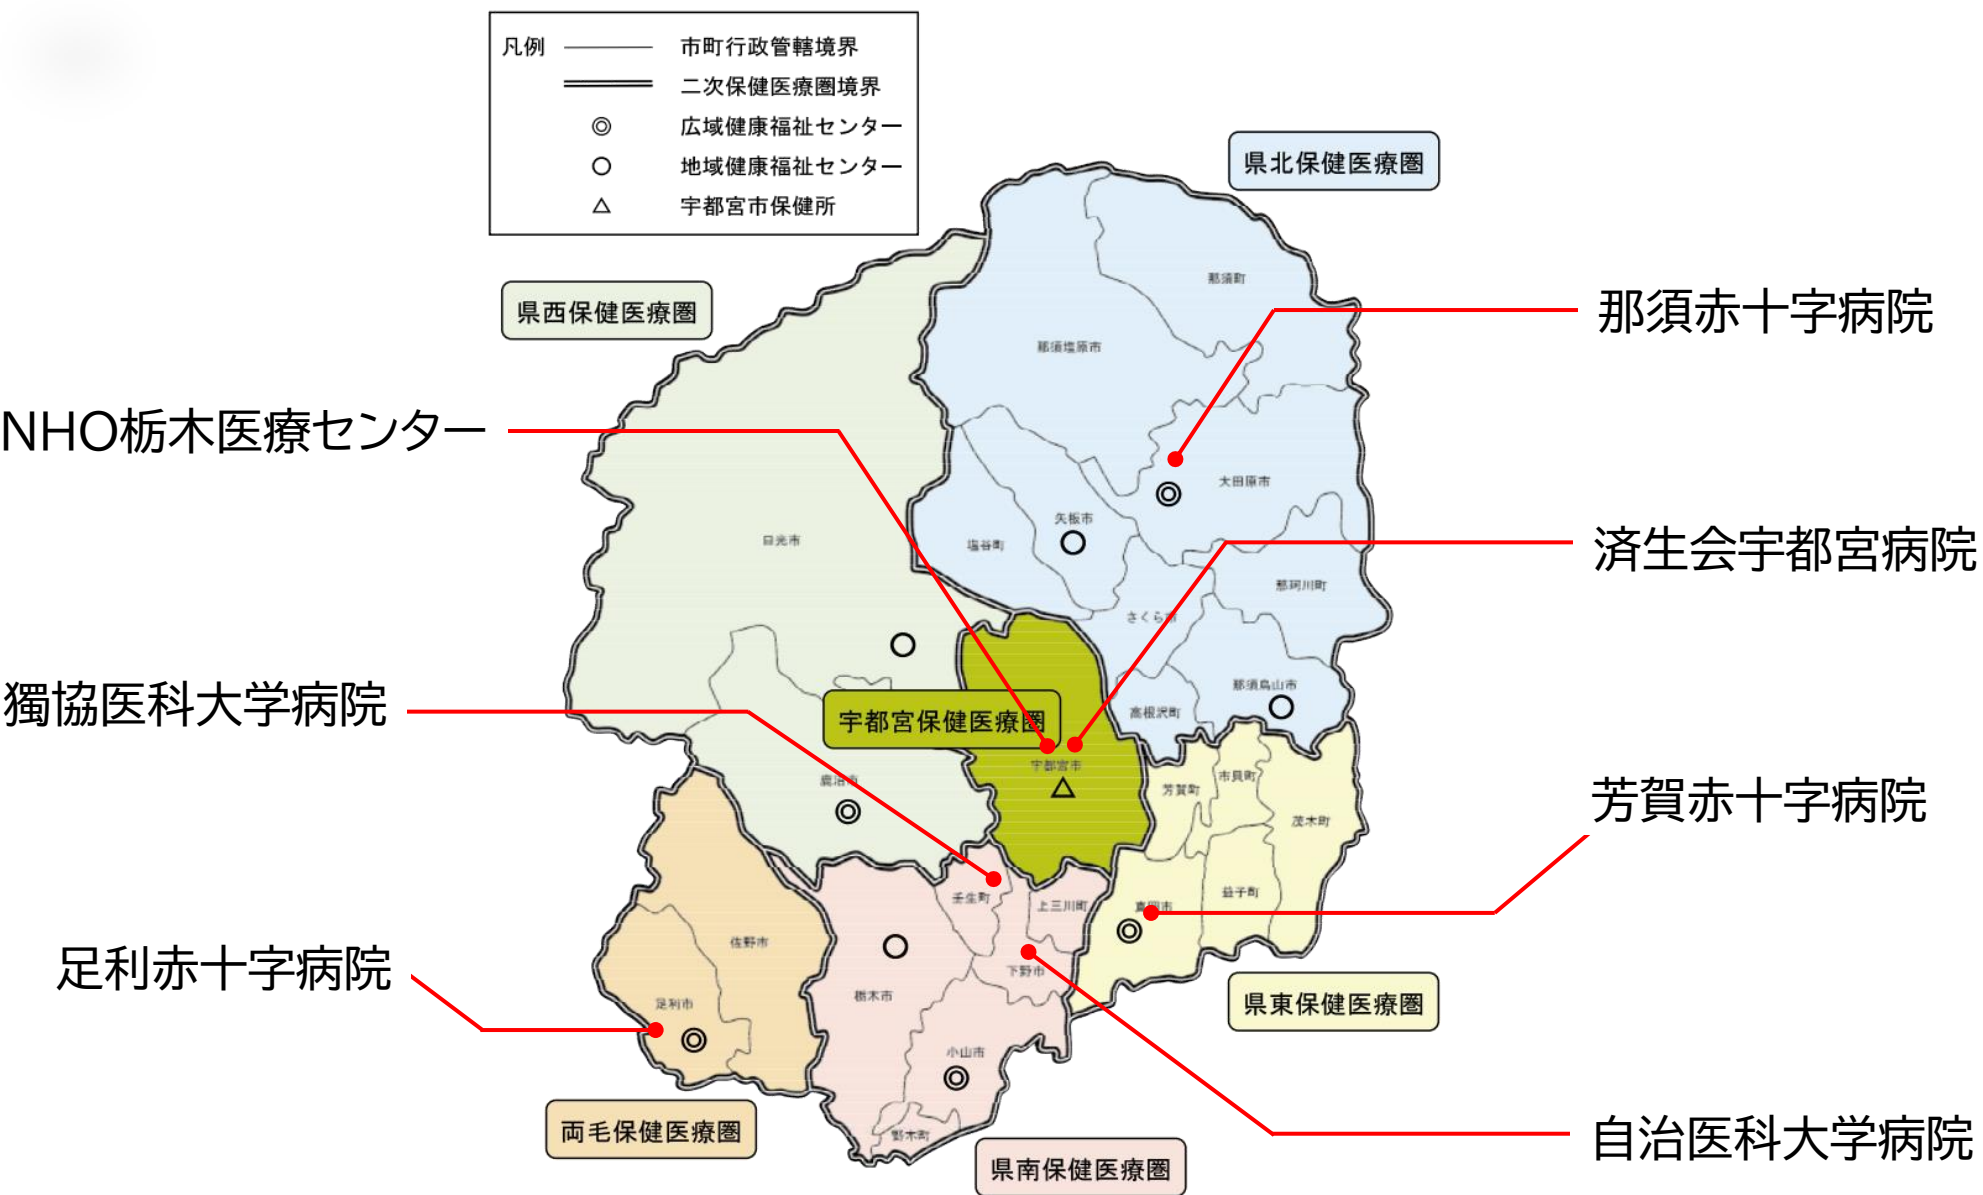 凡例 市町行政管轄境界
二次保健医療圏境界
広域健康福祉センター
地域健康福祉センター
宇都宮市保健所
県北保健医療圏
県西保健医療圏
那須町
那須赤十字病院
那須塩原市
NHO栃木医療センター
大田原市
矢板市
塩谷町
日光市
済生会宇都宮病院
那珂川町
さくら市
那須烏山市
高根沢町
獨協医科大学病院
宇都宮保健医療圏
宇都宮市
鹿沼市
芳賀町
市貝町
茂木町
芳賀赤十字病院
益子町
真岡市
壬生町
上三川町
佐野市
足利赤十字病院
下野市
栃木市
足利市
県東保健医療圏
小山市
両毛保健医療圏
野木町
自治医科大学病院
県南保健医療圏